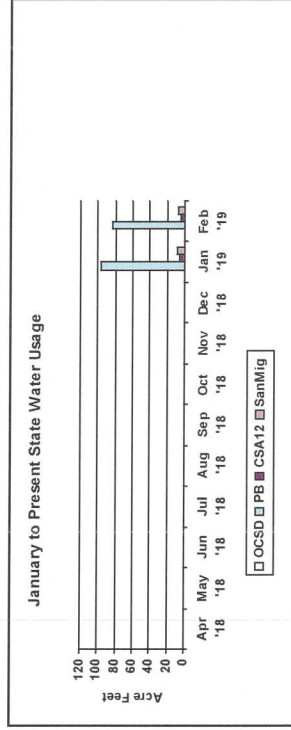 January to Present State Water Usage
Acre Feet
120
100
80
60
40
20
0
Apr '18
May '18
Jun '18
Jul '18
Aug '18
Sep '18
Oct '18
Nov '18
Dec '18
Jan '19
Feb '19
OCSD PB CSA12 SanMig